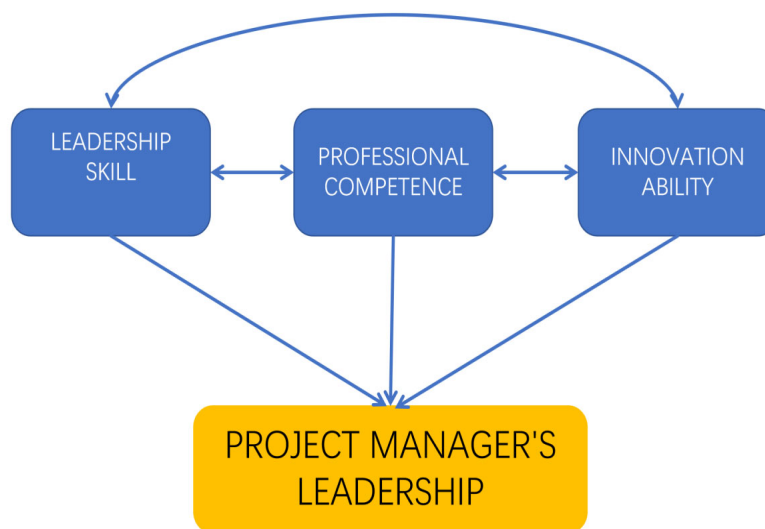 LEADERSHIP
SKILL
PROFESSIONAL
COMPETENCE
INNOVATION
ABILITY
PROJECT MANAGER'S
LEADERSHIP